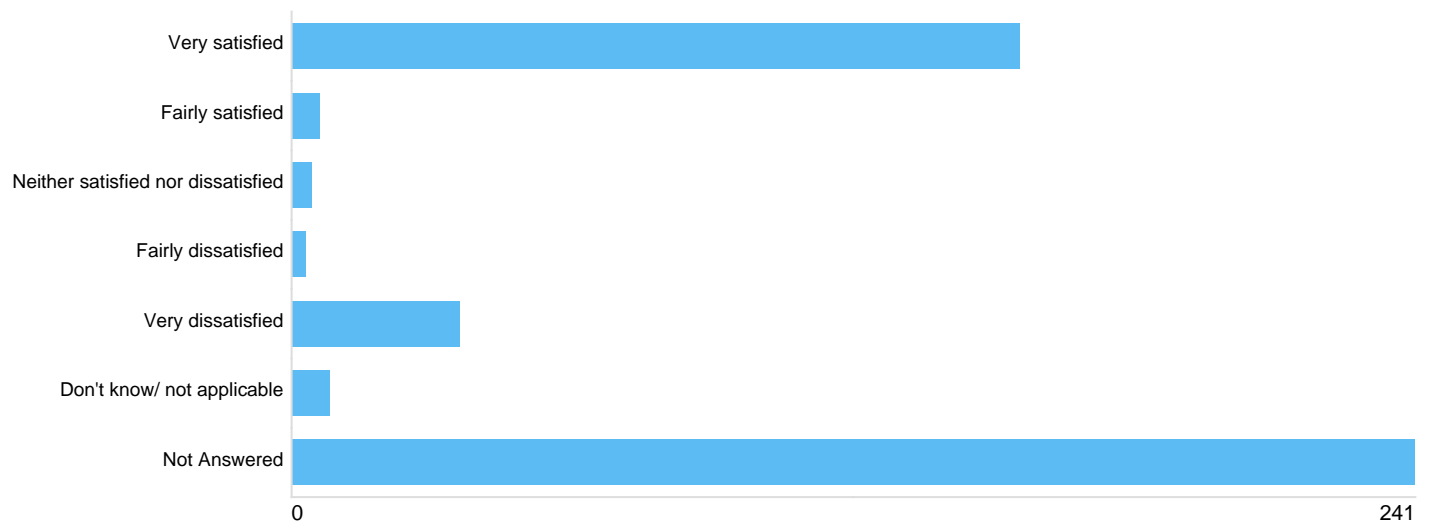 Very satisfied
Fairly satisfied
Neither satisfied nor dissatisfied
Fairly dissatisfied
Very dissatisfied
Don't know/ not applicable
Not Answered
0
241